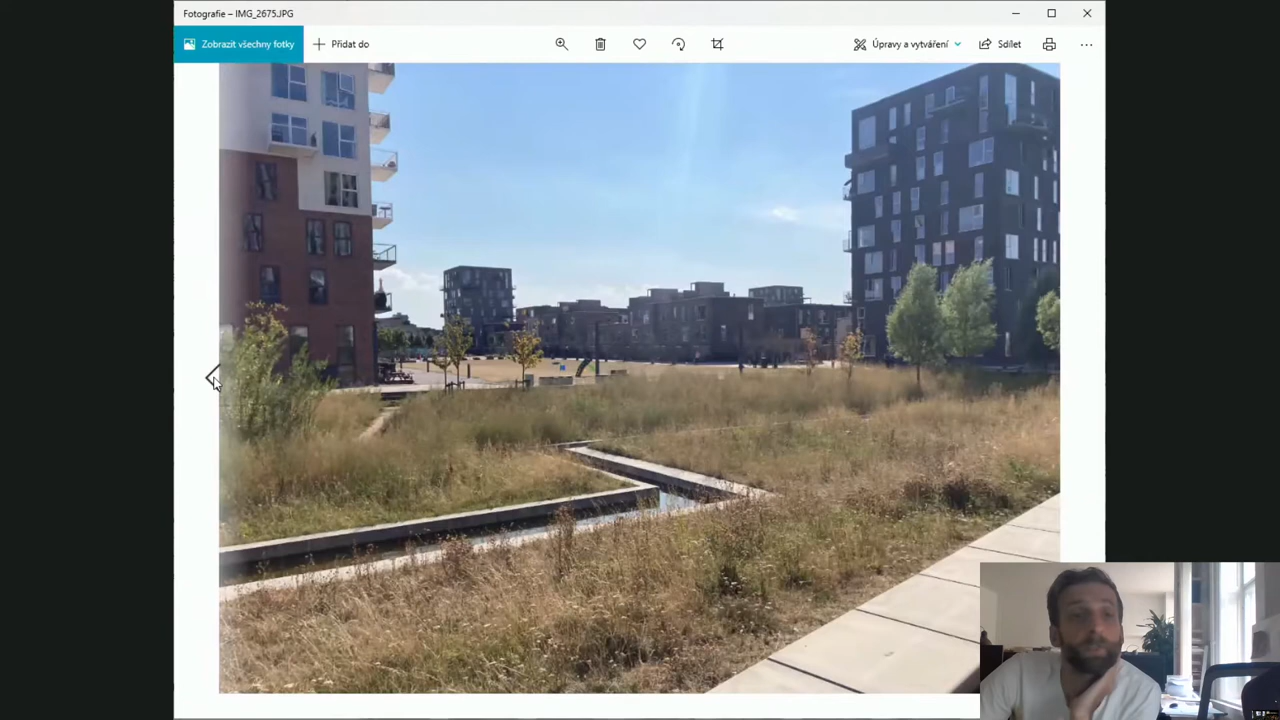 Fotografie – IMG_2675.JPG
Zobrazit všechny fotky
Přidat do
Úpravy a vytváření
Sdílet